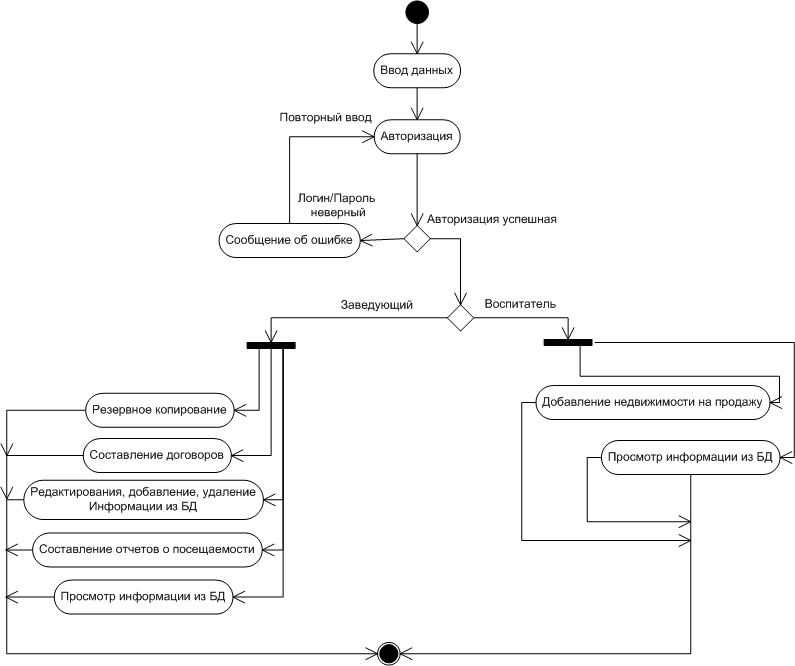 Ввод данных
Повторный ввод
Авторизация
Логин/Пароль
неверный
Авторизация успешная
Сообщение об ошибке
Заведующий
Воспитатель
Резервное копирование
Добавление недвижимости на продажу
Составление договоров
Просмотр информации из БД
Редактирования, добавление, удаление
Информации из БД
Составление отчетов о посещаемости
Просмотр информации из БД